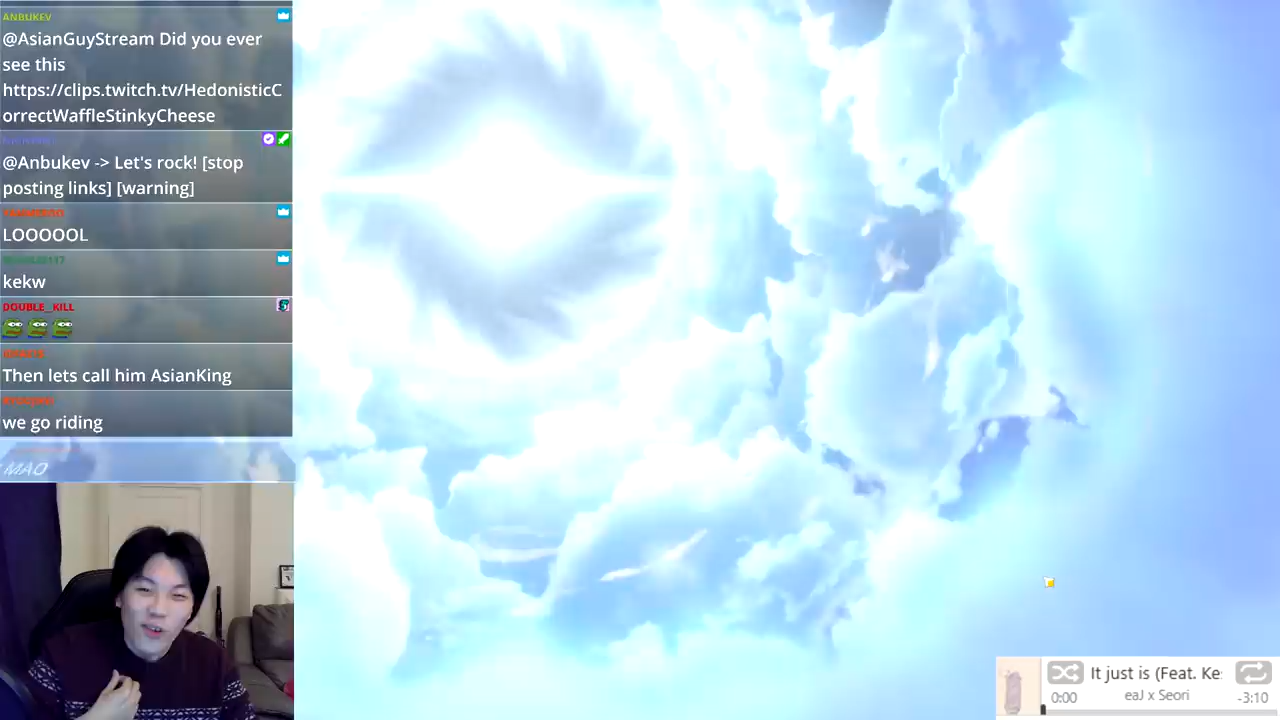 ANBUKEV
@AsianGuyStream Did you ever
see this
https://clips.twitch.tv/HedonisticC
orrectWaffleStinkyCheese
@Anbukev -> Let's rock! [stop
posting links] [warning]
LOOOOOL
kekw
DOUBLE_KILL
Then lets call him AsianKing
we go riding
MAO
It just is (Feat. Ke
eaJ x Seori
0:00
-3:10